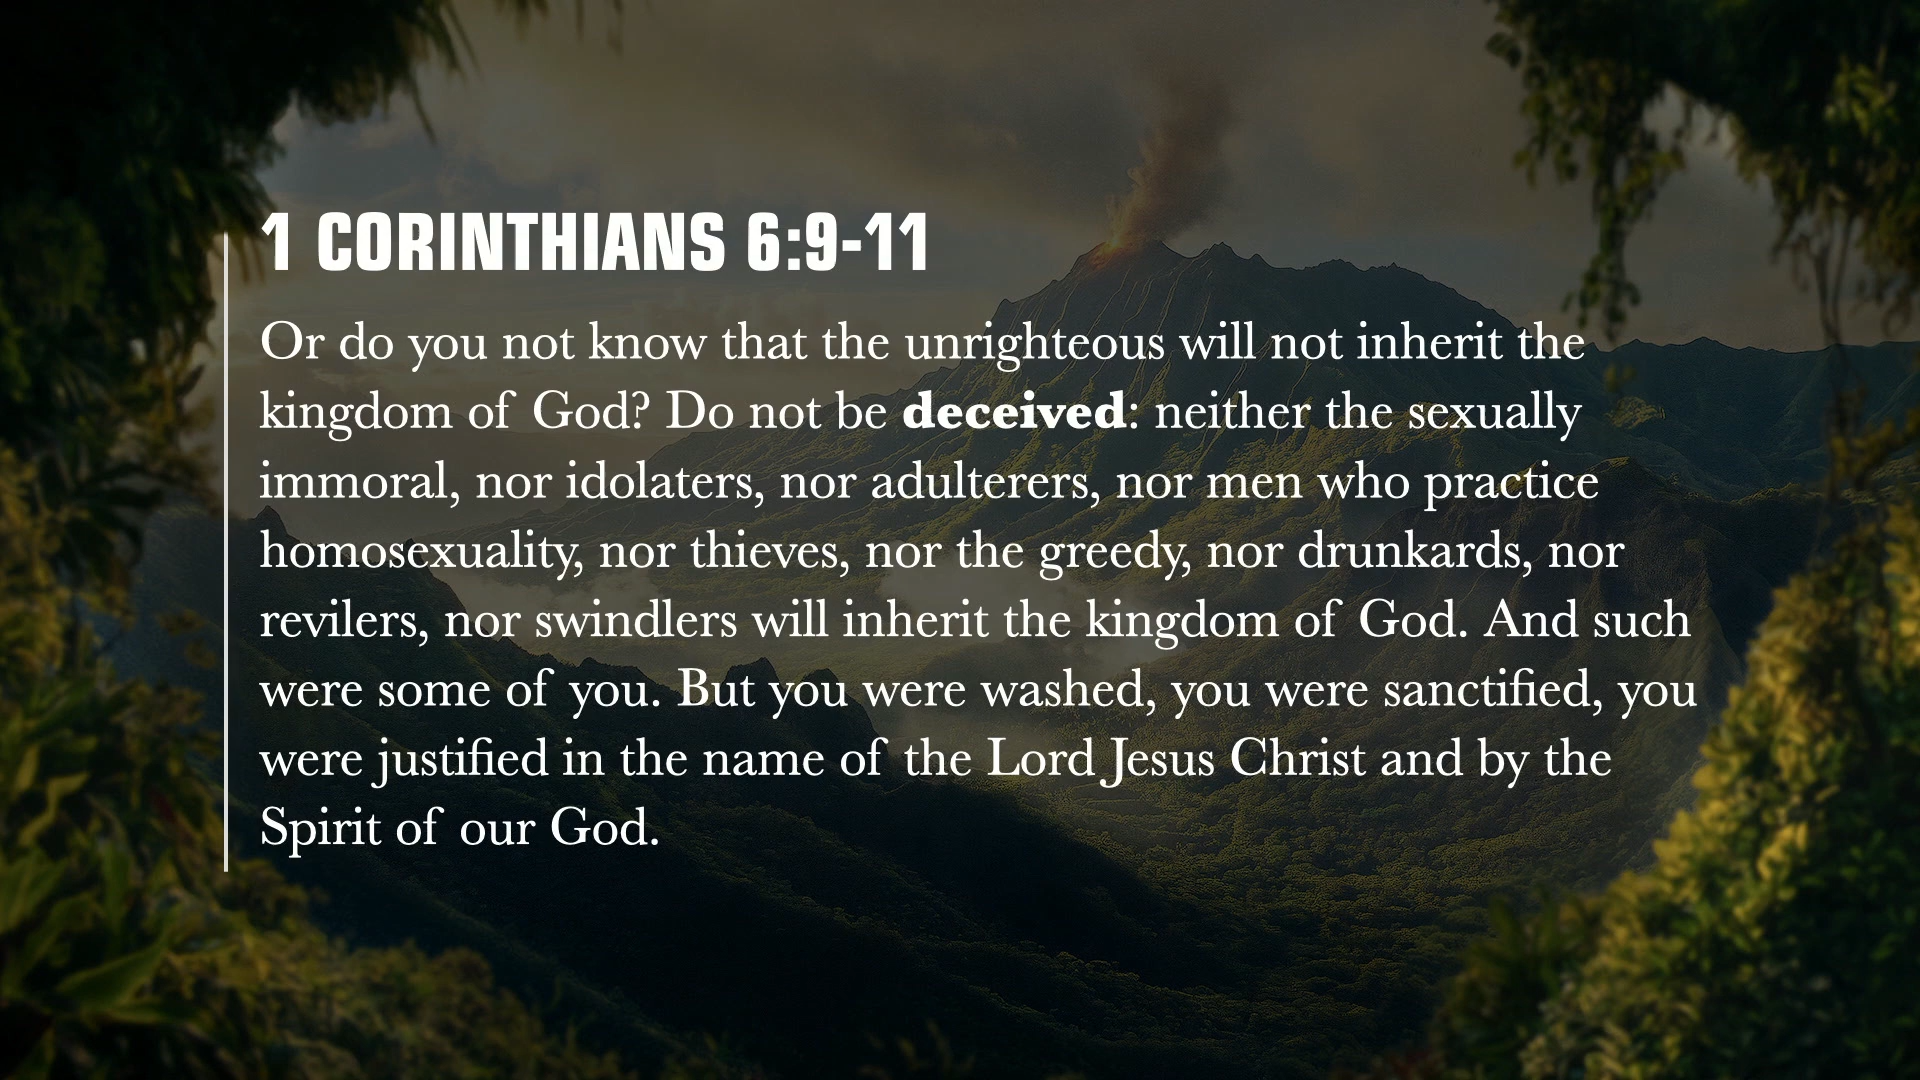 1 CORINTHIANS 6:9-11
Or do you not know that the unrighteous will not inherit the
kingdom of God? Do not be deceived: neither the sexually
immoral, nor idolaters, nor adulterers, nor men who practice
homosexuality, nor thieves, nor the greedy, nor drunkards, nor
revilers, nor swindlers will inherit the kingdom of God. And such
were some of you. But you were washed, you were sanctified, you
were justified in the name of the Lord Jesus Christ and by the
Spirit of our God.